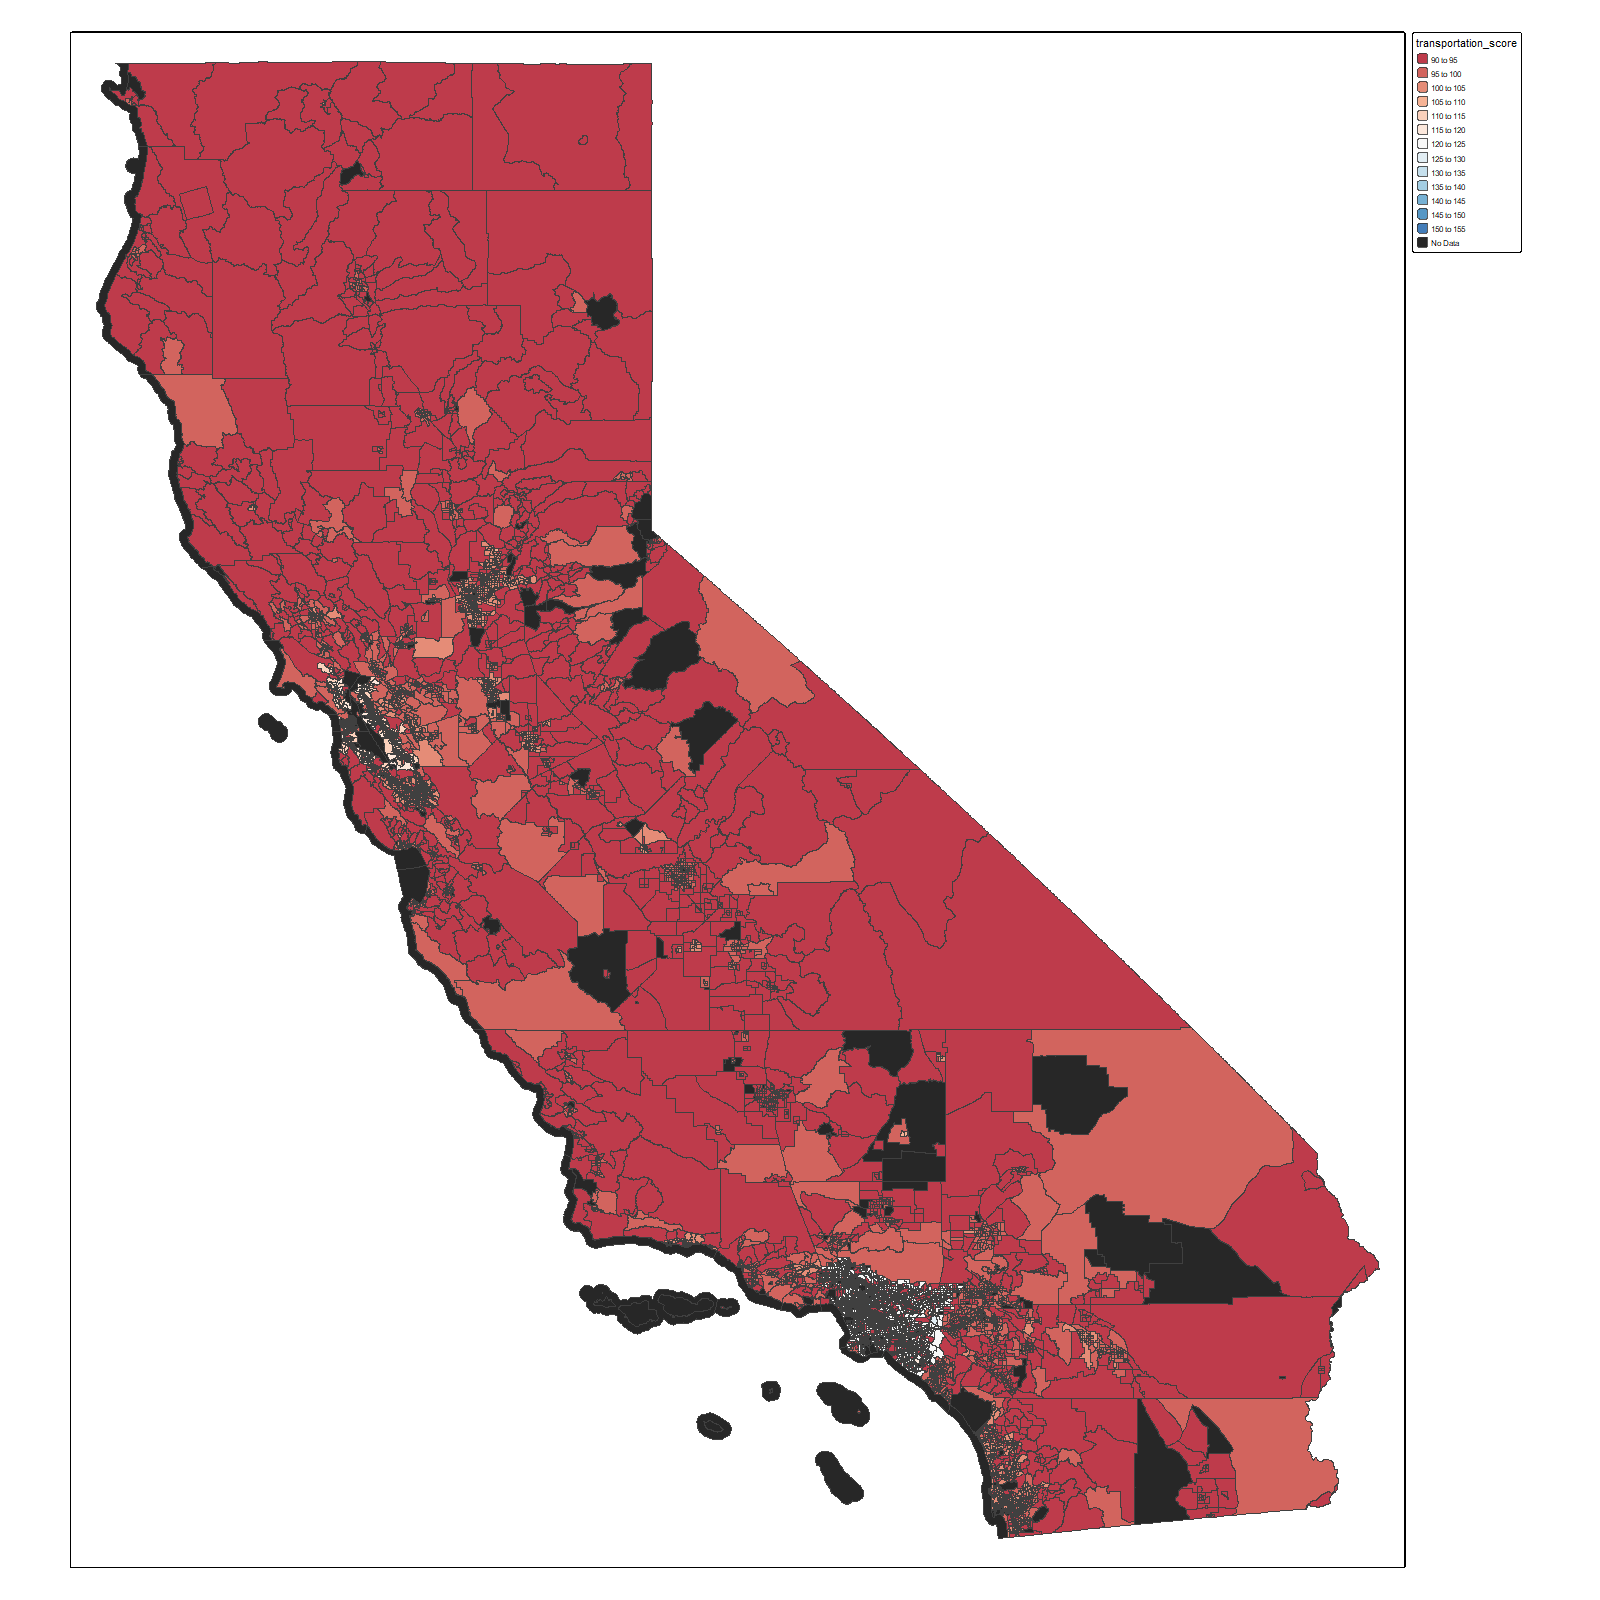 transportation_score
90 to 95
95 to 100
100 to 105
105 to 110
110 to 115
115 to 120
120 to 125
125 to 130
130 to 135
135 to 140
140 to 145
145 to 150
150 to 155
No Data